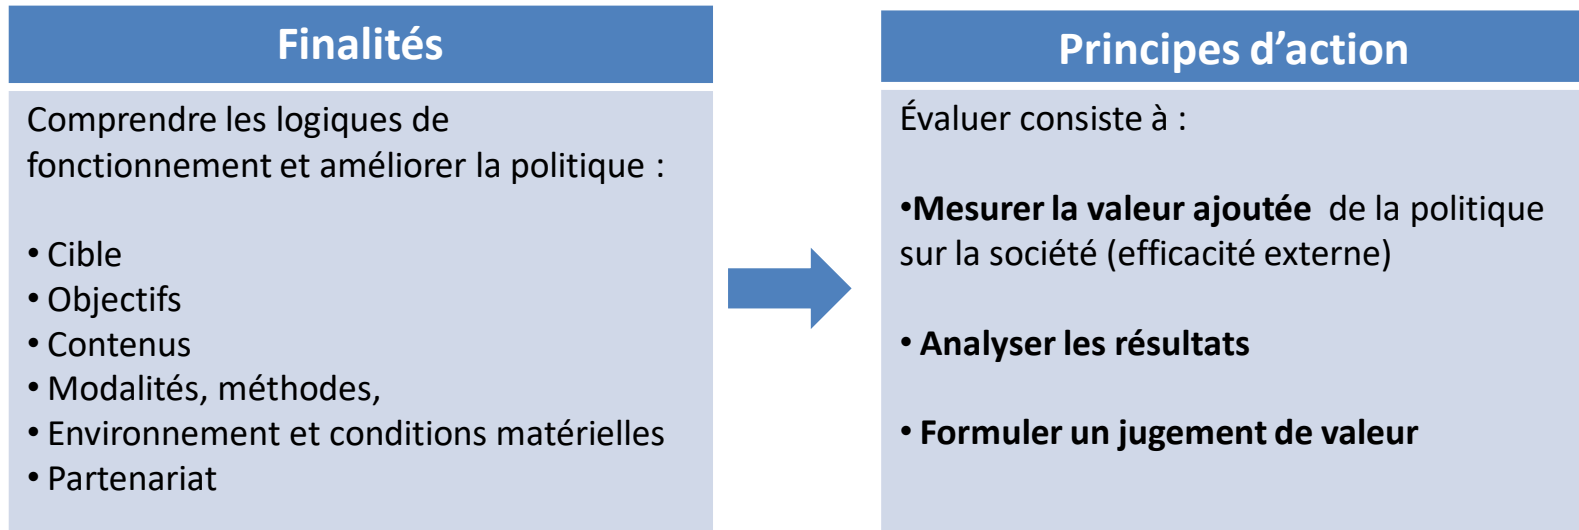 Finalités
Comprendre les logiques de
fonctionnement et améliorer la politique :
• Cible
• Objectifs
• Contenus
• Modalités, méthodes,
• Environnement et conditions matérielles
• Partenariat
Principes d’action
Évaluer consiste à :
•Mesurer la valeur ajoutée de la politique
sur la société (efficacité externe)
• Analyser les résultats
• Formuler un jugement de valeur